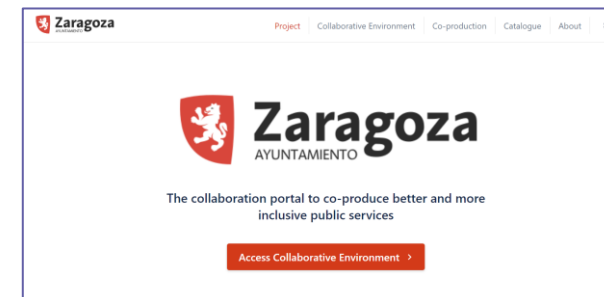 Zaragoza
AYUNTAMIENTO
Project Collaborative Environment Co-production Catalogue About
Zaragoza
AYUNTAMIENTO
The collaboration portal to co-produce better and more
inclusive public services
Access Collaborative Environment >